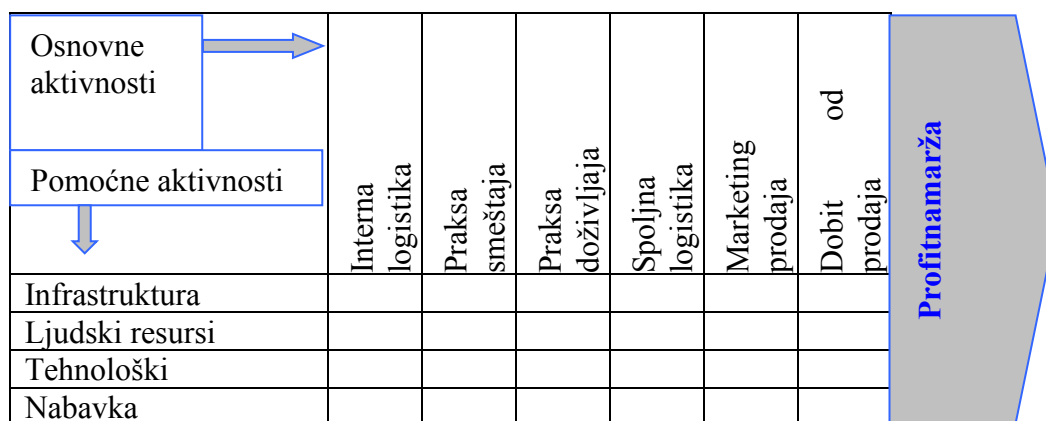 Osnovne
aktivnosti
Pomoćne aktivnosti
Interna
logistika
Praksa
smeštaja
Praksa
doživljaja
Spoljna
logistika
Marketing
prodaja
Dobit od
prodaja
Profitnamarža
Infrastruktura
Ljudski resursi
Tehnološki
Nabavka